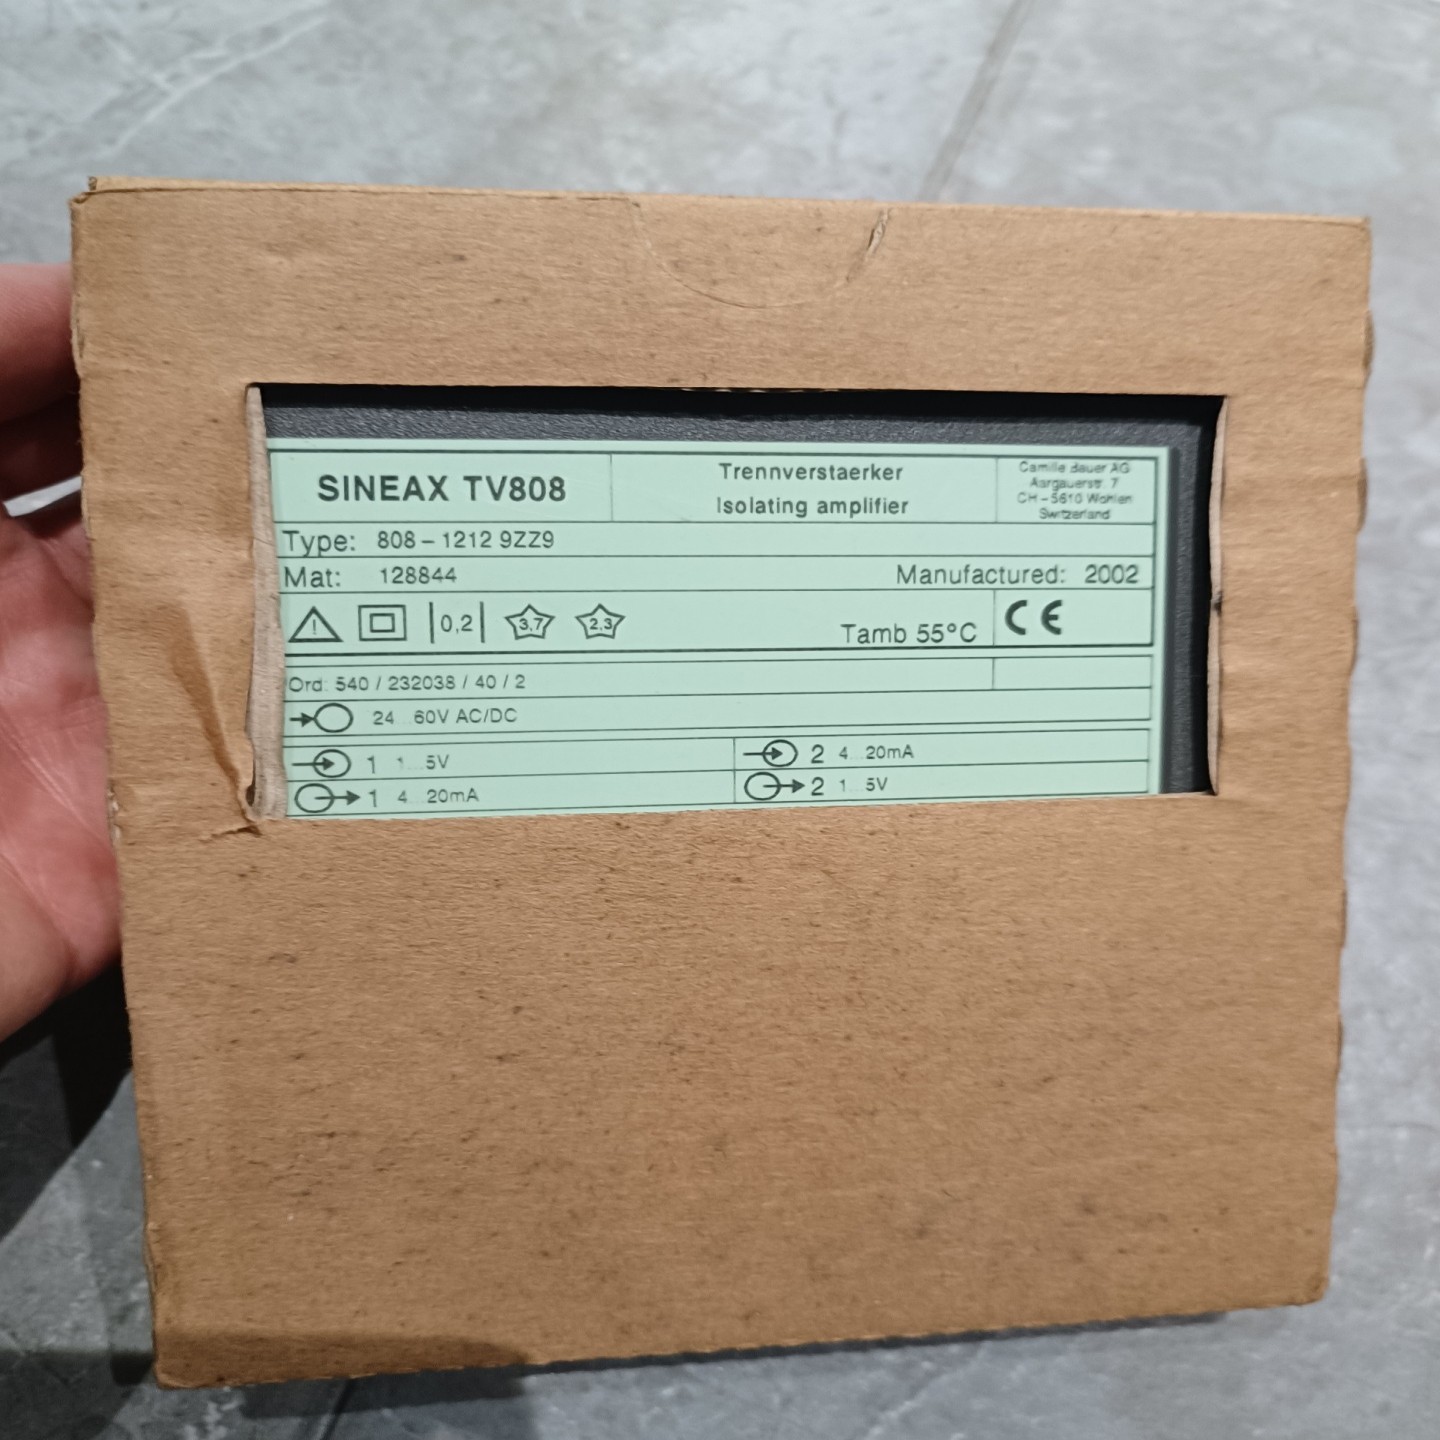 SINEAX TV808
Trennverstaerker
Isolating amplifier
Camille Bauer AG
Aargauerstr. 7
CH-5610 Wohlen
Switzerland
Type: 808-1212 9ZZ9
Mat: 128844 Manufactured: 2002
0,2 3.7 2.3 Tamb 55°C CE
Ord: 540 / 232038 / 40 / 2
24...60V AC/DC
1 1...5V 2 4...20mA
1 4...20mA 2 1...5V